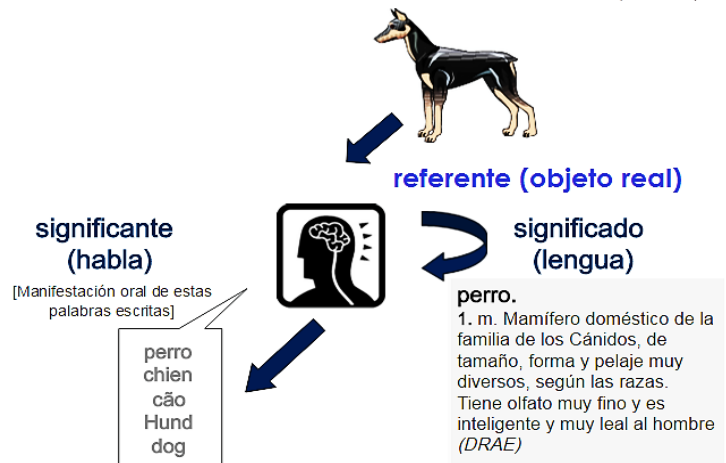 referente (objeto real)
significante
(habla)
[Manifestación oral de estas
palabras escritas]
perro
chien
cão
Hund
dog
significado
(lengua)
perro.
1. m. Mamífero doméstico de la
familia de los Cánidos, de
tamaño, forma y pelaje muy
diversos, según las razas.
Tiene olfato muy fino y es
inteligente y muy leal al hombre
(DRAE)